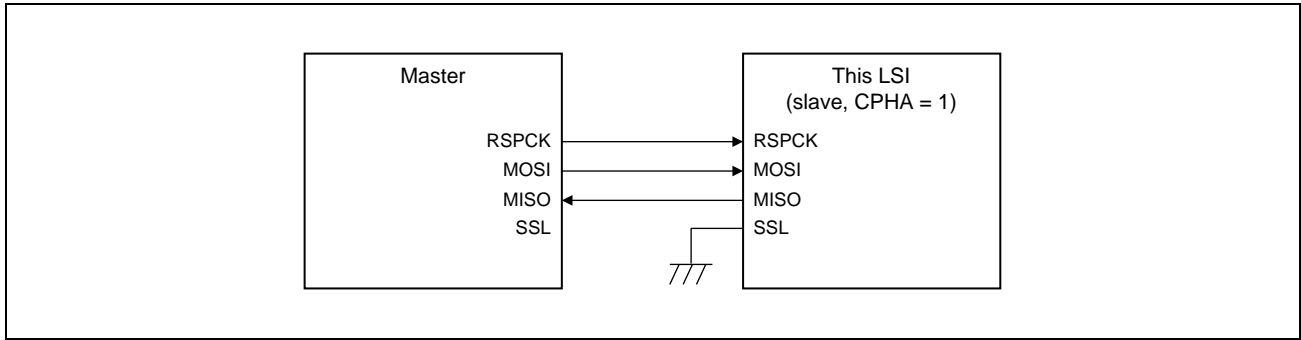 Master
RSPCK
MOSI
MISO
SSL
This LSI
(slave, CPHA = 1)
RSPCK
MOSI
MISO
SSL